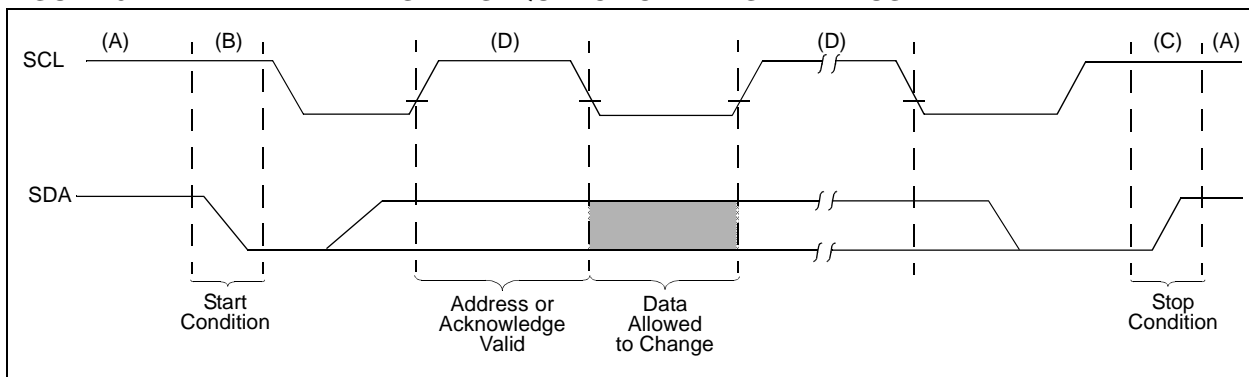 (A) (B) (D) (D) (C) (A)
SCL
SDA
Start
Condition
Address or
Acknowledge
Valid
Data
Allowed
to Change
Stop
Condition